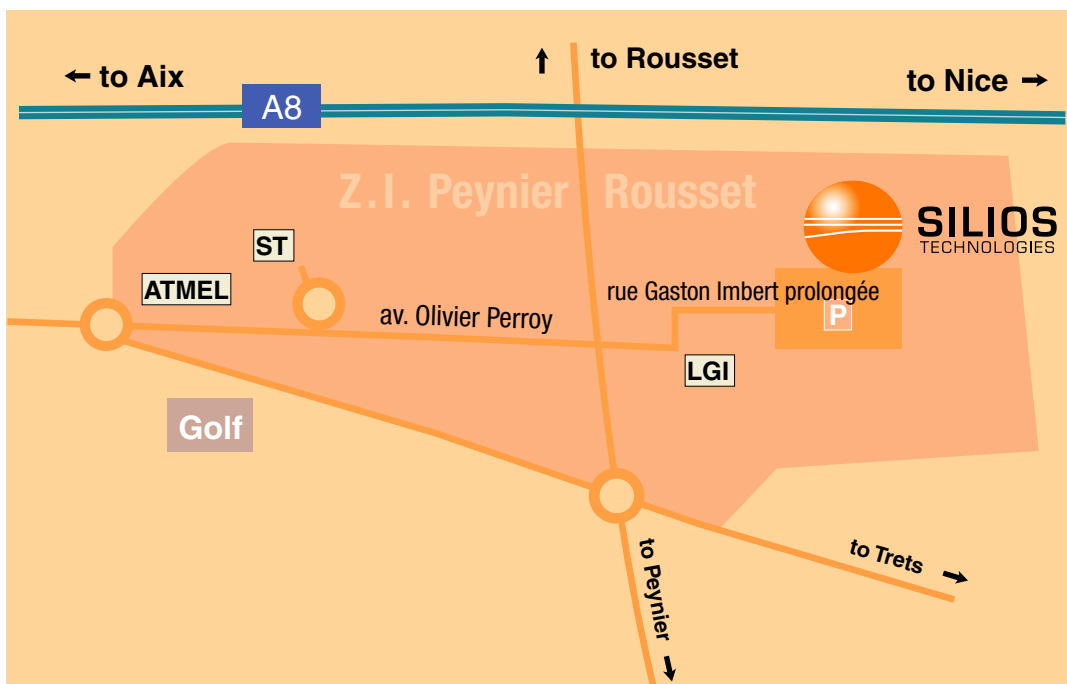 to Rousset
← to Aix
to Nice →
A8
Z.I. Peynier Rousset
SILIOS
TECHNOLOGIES
ST
ATMEL
rue Gaston Imbert prolongée
av. Olivier Perroy
P
LGI
Golf
to Trets
to Peynier